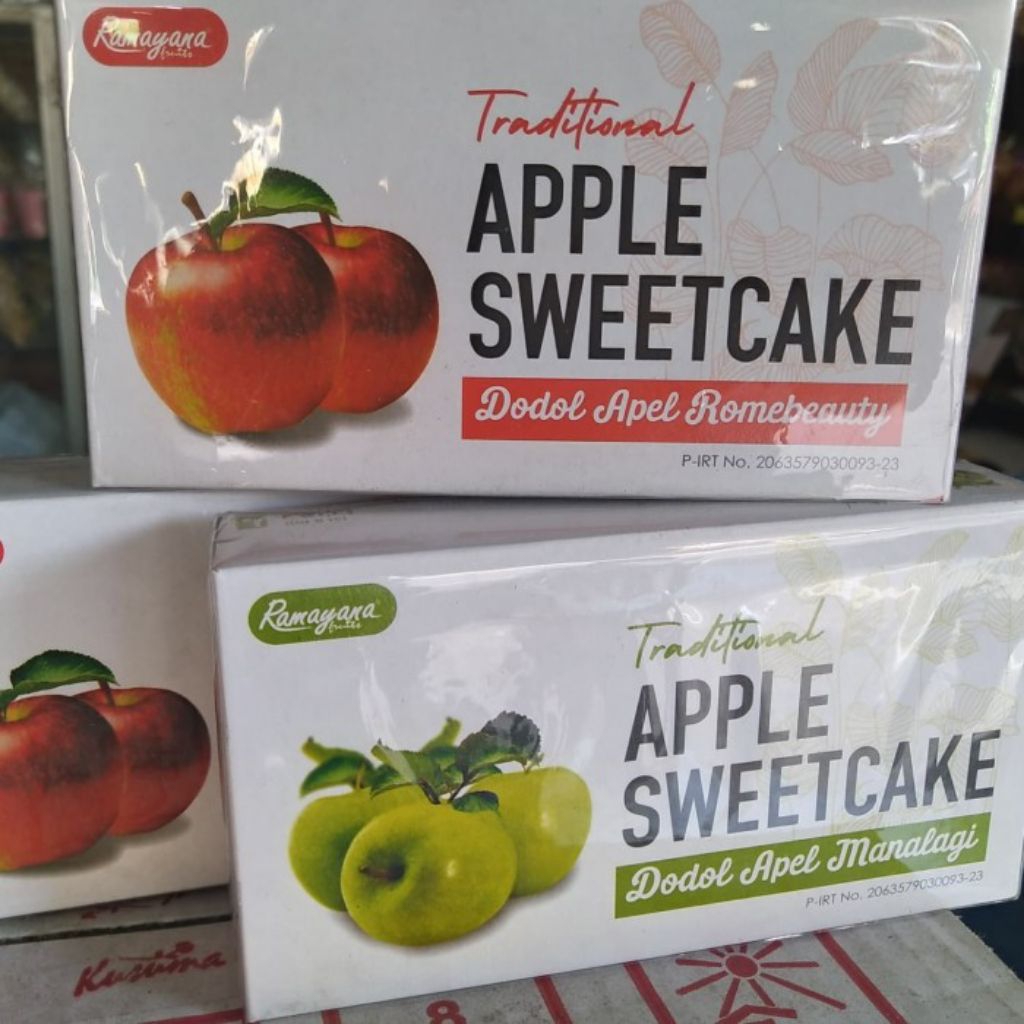 Ramayana
fruits
Traditional
APPLE
SWEETCAKE
Dodol Apel Romebeauty
P-IRT No. 2063579030093-23
Ramayana
fruits
Traditional
APPLE
SWEETCAKE
Dodol Apel Manalagi
P-IRT No. 2063579030093-23
Kusuma
8